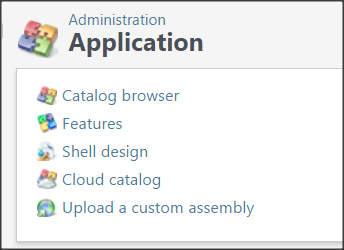 Administration
Application
Catalog browser
Features
Shell design
Cloud catalog
Upload a custom assembly